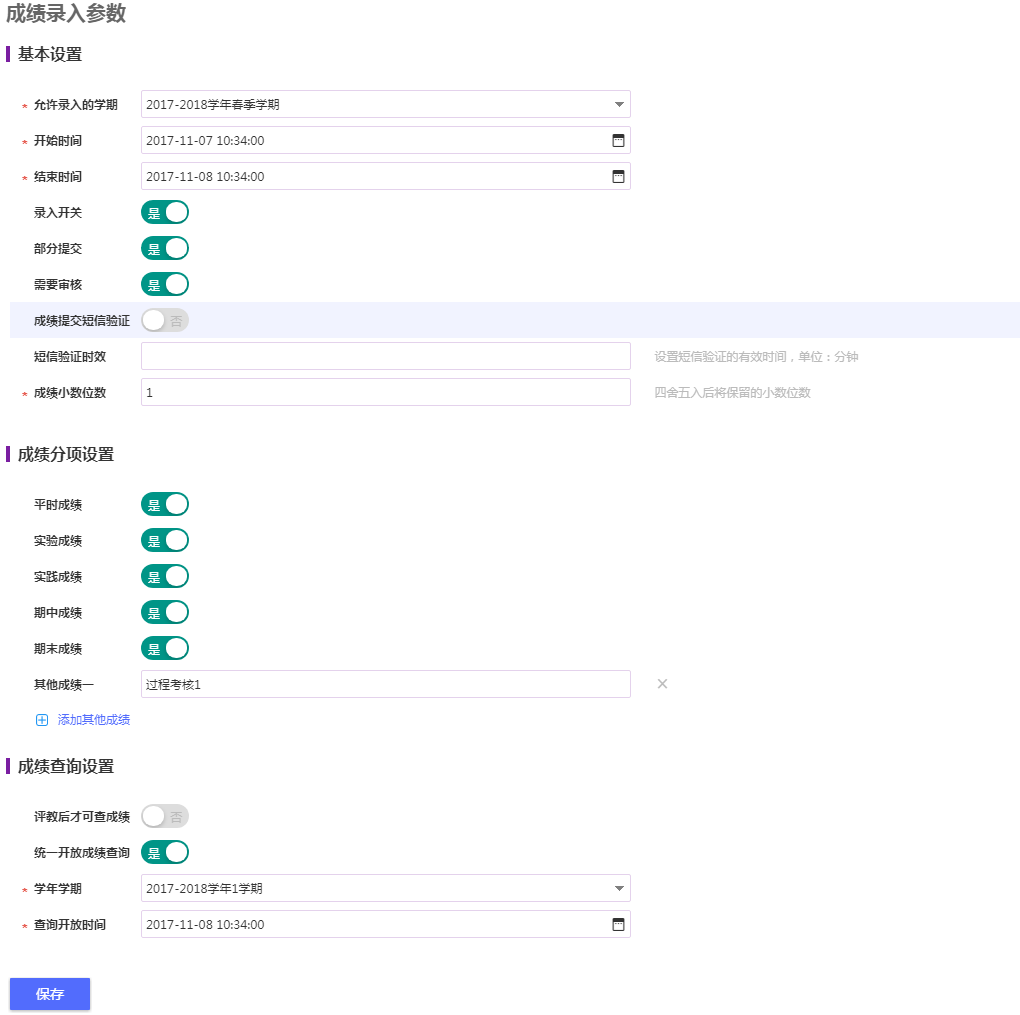 成绩录入参数
基本设置
* 允许录入的学期 2017-2018学年春季学期
* 开始时间 2017-11-07 10:34:00
* 结束时间 2017-11-08 10:34:00
录入开关 是
部分提交 是
需要审核 是
成绩提交短信验证 否
短信验证时效 设置短信验证的有效时间，单位：分钟
* 成绩小数位数 1 四舍五入后将保留的小数位数
成绩分项设置
平时成绩 是
实验成绩 是
实践成绩 是
期中成绩 是
期末成绩 是
其他成绩一 过程考核1
添加其他成绩
成绩查询设置
评教后才可查成绩 否
统一开放成绩查询 是
* 学年学期 2017-2018学年1学期
* 查询开放时间 2017-11-08 10:34:00
保存